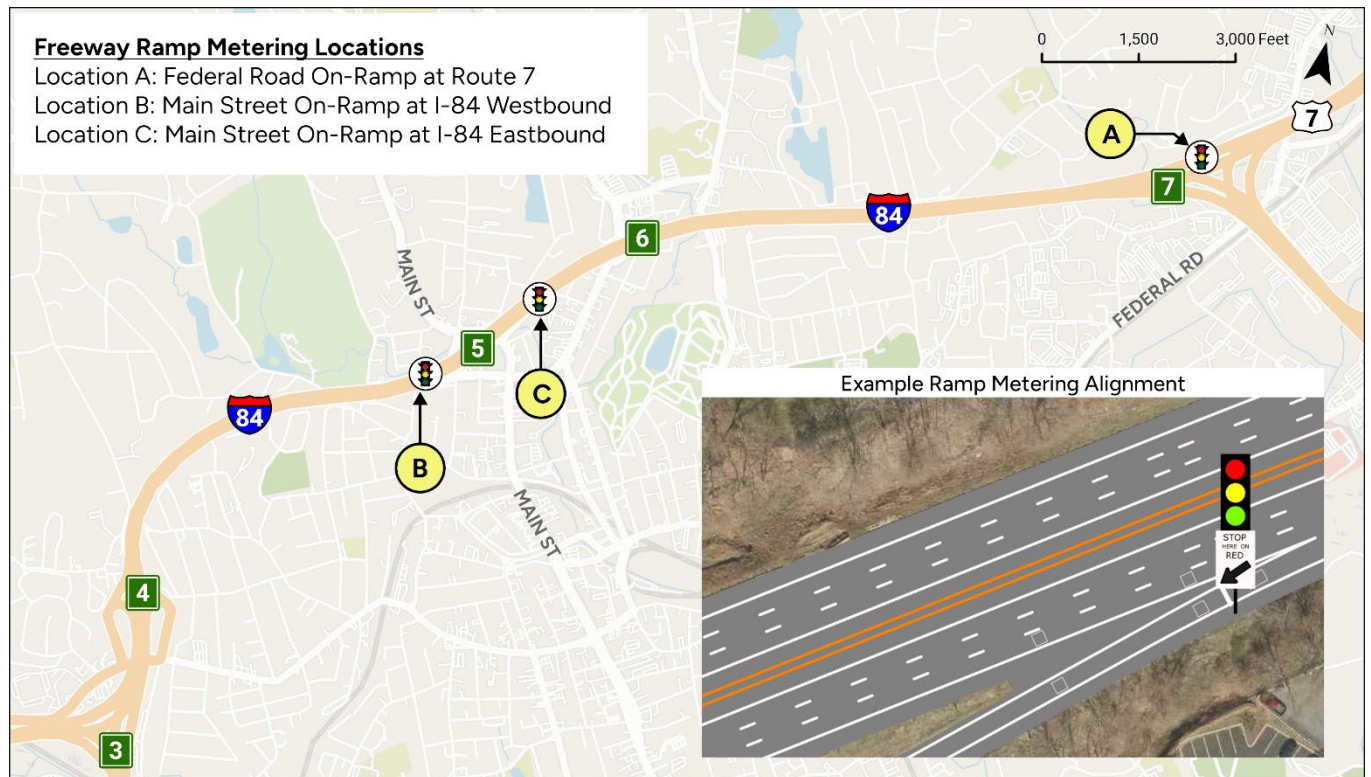 Freeway Ramp Metering Locations
Location A: Federal Road On-Ramp at Route 7
Location B: Main Street On-Ramp at I-84 Westbound
Location C: Main Street On-Ramp at I-84 Eastbound
0 1,500 3,000 Feet
N
7
A
7
84
6
MAIN ST
FEDERAL RD
5
C
84
B
MAIN ST
4
3
Example Ramp Metering Alignment
STOP
HERE ON
RED